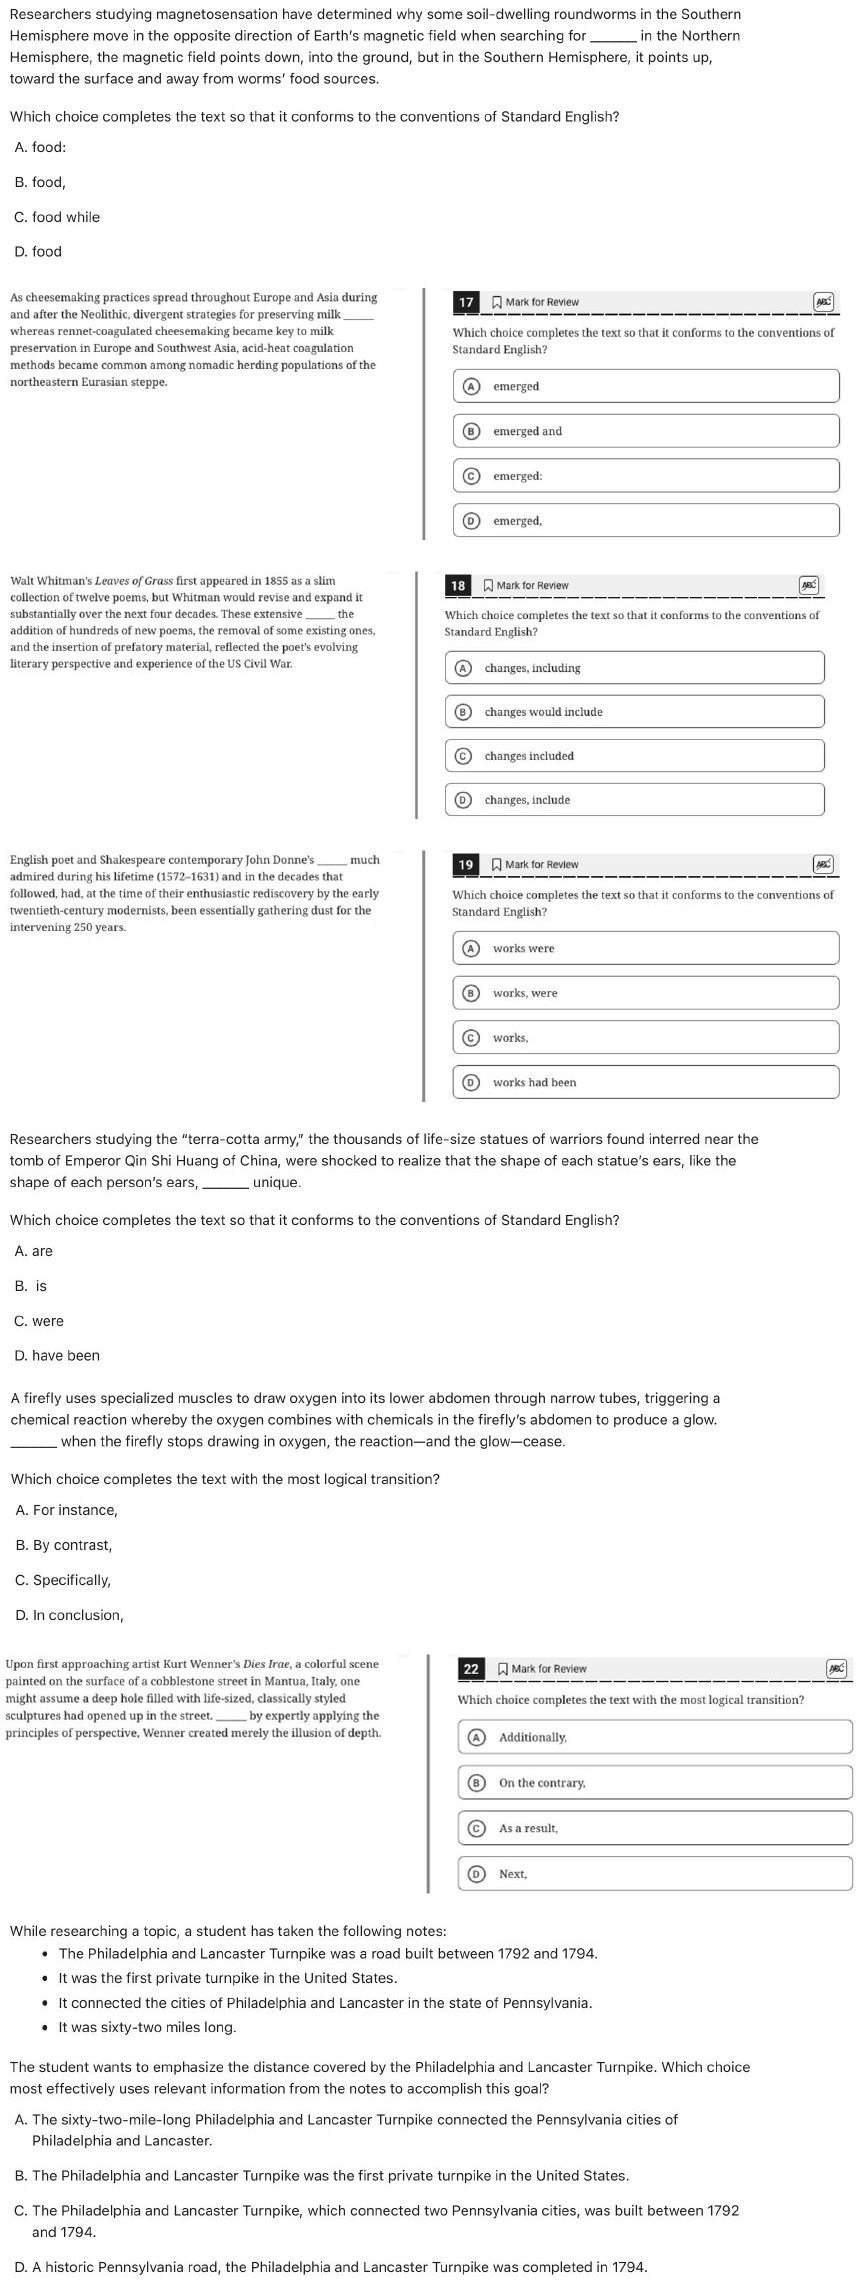 Researchers studying magnetosensation have determined why some soil-dwelling roundworms in the Southern
Hemisphere move in the opposite direction of Earth's magnetic field when searching for ______ in the Northern
Hemisphere, the magnetic field points down, into the ground, but in the Southern Hemisphere, it points up,
toward the surface and away from worms' food sources.
Which choice completes the text so that it conforms to the conventions of Standard English?
A. food:
B. food,
C. food while
D. food
As cheesemaking practices spread throughout Europe and Asia during
and after the Neolithic, divergent strategies for preserving milk ______
whereas rennet-coagulated cheesemaking became key to milk
preservation in Europe and Southwest Asia, acid-heat coagulation
methods became common among nomadic herding populations of the
northeastern Eurasian steppe.
17 Mark for Review ABC
Which choice completes the text so that it conforms to the conventions of
Standard English?
A emerged
B emerged and
C emerged:
D emerged,
Walt Whitman's Leaves of Grass first appeared in 1855 as a slim
collection of twelve poems, but Whitman would revise and expand it
substantially over the next four decades. These extensive ______ the
addition of hundreds of new poems, the removal of some existing ones,
and the insertion of prefatory material, reflected the poet's evolving
literary perspective and experience of the US Civil War.
18 Mark for Review ABC
Which choice completes the text so that it conforms to the conventions of
Standard English?
A changes, including
B changes would include
C changes included
D changes, include
English poet and Shakespeare contemporary John Donne's ______ much
admired during his lifetime (1572–1631) and in the decades that
followed, had, at the time of their enthusiastic rediscovery by the early
twentieth-century modernists, been essentially gathering dust for the
intervening 250 years.
19 Mark for Review ABC
Which choice completes the text so that it conforms to the conventions of
Standard English?
A works were
B works, were
C works,
D works had been
Researchers studying the "terra-cotta army," the thousands of life-size statues of warriors found interred near the
tomb of Emperor Qin Shi Huang of China, were shocked to realize that the shape of each statue's ears, like the
shape of each person's ears, ______ unique.
Which choice completes the text so that it conforms to the conventions of Standard English?
A. are
B. is
C. were
D. have been
A firefly uses specialized muscles to draw oxygen into its lower abdomen through narrow tubes, triggering a
chemical reaction whereby the oxygen combines with chemicals in the firefly's abdomen to produce a glow.
______ when the firefly stops drawing in oxygen, the reaction—and the glow—cease.
Which choice completes the text with the most logical transition?
A. For instance,
B. By contrast,
C. Specifically,
D. In conclusion,
Upon first approaching artist Kurt Wenner's Dies Irae, a colorful scene
painted on the surface of a cobblestone street in Mantua, Italy, one
might assume a deep hole filled with life-sized, classically styled
sculptures had opened up in the street. ______ by expertly applying the
principles of perspective, Wenner created merely the illusion of depth.
22 Mark for Review ABC
Which choice completes the text with the most logical transition?
A Additionally,
B On the contrary,
C As a result,
D Next,
While researching a topic, a student has taken the following notes:
• The Philadelphia and Lancaster Turnpike was a road built between 1792 and 1794.
• It was the first private turnpike in the United States.
• It connected the cities of Philadelphia and Lancaster in the state of Pennsylvania.
• It was sixty-two miles long.
The student wants to emphasize the distance covered by the Philadelphia and Lancaster Turnpike. Which choice
most effectively uses relevant information from the notes to accomplish this goal?
A. The sixty-two-mile-long Philadelphia and Lancaster Turnpike connected the Pennsylvania cities of
Philadelphia and Lancaster.
B. The Philadelphia and Lancaster Turnpike was the first private turnpike in the United States.
C. The Philadelphia and Lancaster Turnpike, which connected two Pennsylvania cities, was built between 1792
and 1794.
D. A historic Pennsylvania road, the Philadelphia and Lancaster Turnpike was completed in 1794.